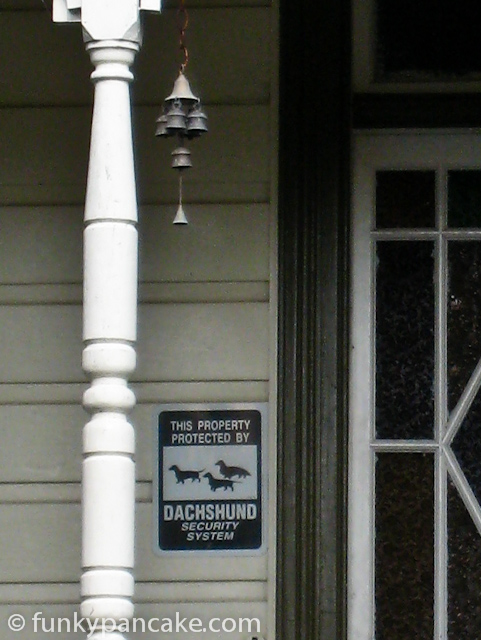 THIS PROPERTY
PROTECTED BY
DACHSHUND
SECURITY
SYSTEM
© funkypancake.com